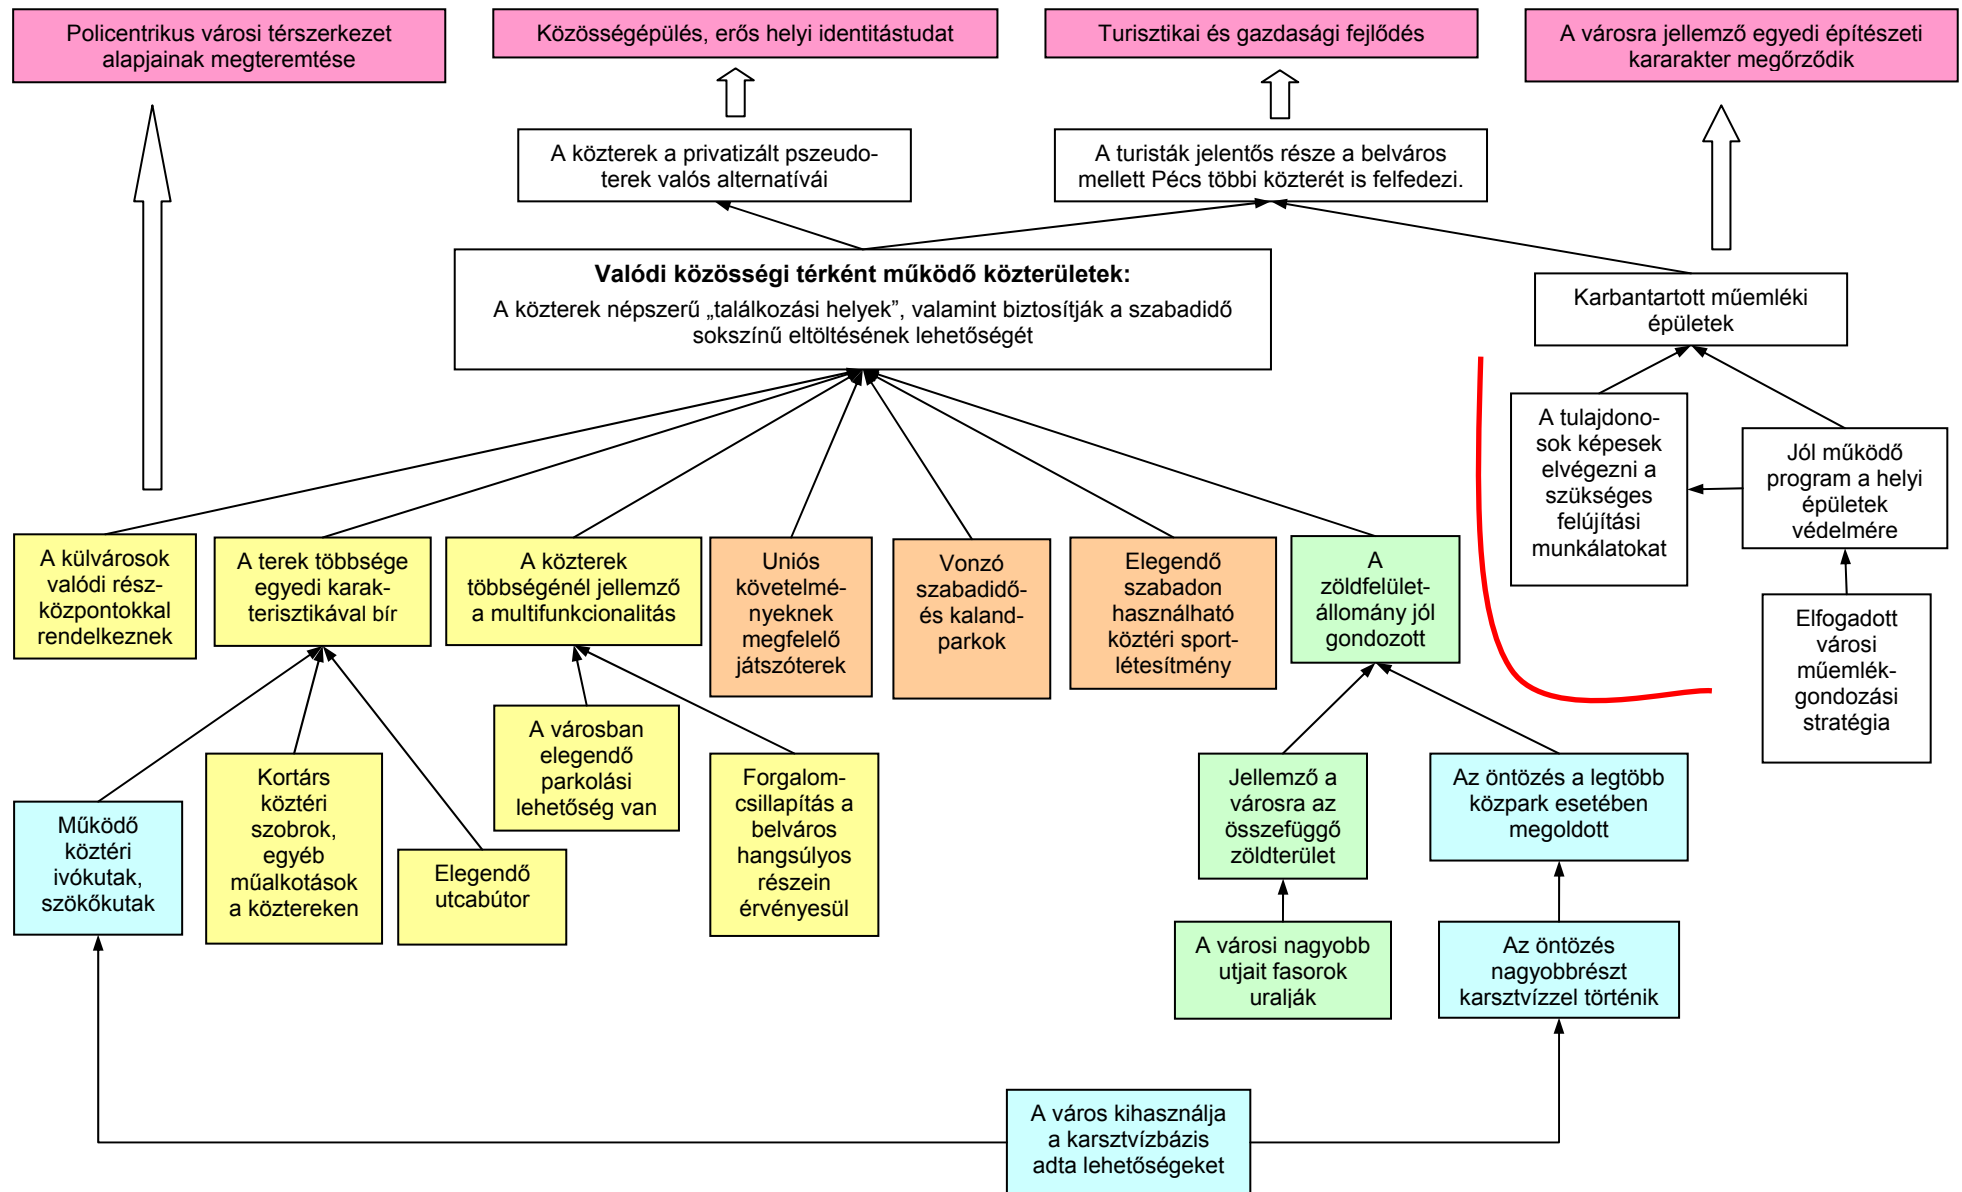 Policentrikus városi térszerkezet
alapjainak megteremtése
Közösségépülés, erős helyi identitástudat
Turisztikai és gazdasági fejlődés
A városra jellemző egyedi építészeti
kararakter megőrződik
A közterek a privatizált pszeudo-
terek valós alternatívái
A turisták jelentős része a belváros
mellett Pécs többi közterét is felfedezi.
Valódi közösségi térként működő közterületek:
A közterek népszerű „találkozási helyek”, valamint biztosítják a szabadidő
sokszínű eltöltésének lehetőségét
Karbantartott műemléki
épületek
A tulajdono-
sok képesek
elvégezni a
szükséges
felújítási
munkálatokat
Jól működő
program a helyi
épületek
védelmére
Elfogadott
városi
műemlék-
gondozási
stratégia
A külvárosok
valódi rész-
központokkal
rendelkeznek
A terek többsége
egyedi karak-
terisztikával bír
A közterek
többségénél jellemző
a multifunkcionalitás
Uniós
követelmé-
nyeknek
megfelelő
játszóterek
Vonzó
szabadidő-
és kaland-
parkok
Elegendő
szabadon
használható
köztéri sport-
létesítmény
A
zöldfelület-
állomány jól
gondozott
Működő
köztéri
ivókutak,
szökőkutak
Kortárs
köztéri
szobrok,
egyéb
műalkotások
a köztereken
Elegendő
utcabútor
A városban
elegendő
parkolási
lehetőség van
Forgalom-
csillapítás a
belváros
hangsúlyos
részein
érvényesül
Jellemző a
városra az
összefüggő
zöldterület
Az öntözés a legtöbb
közpark esetében
megoldott
A városi nagyobb
utjait fasorok
uralják
Az öntözés
nagyobbrészt
karsztvízzel történik
A város kihasználja
a karsztvízbázis
adta lehetőségeket